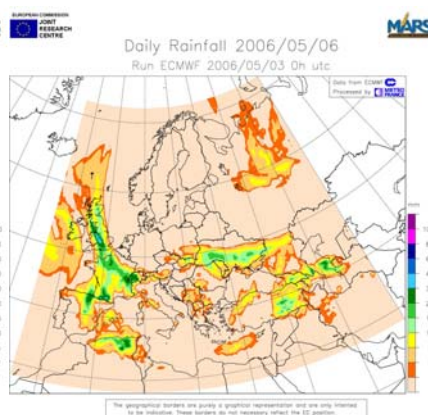 EUROPEAN COMMISSION
JOINT
RESEARCH
CENTRE
MARS
Daily Rainfall 2006/05/06
Run ECMWF 2006/05/03 0h utc
Data from ECMWF
Processed by METEO
FRANCE
mm
The geographical borders are purely a graphical representation and are only intended
to be indicative. These borders do not necessary reflect the EC position.